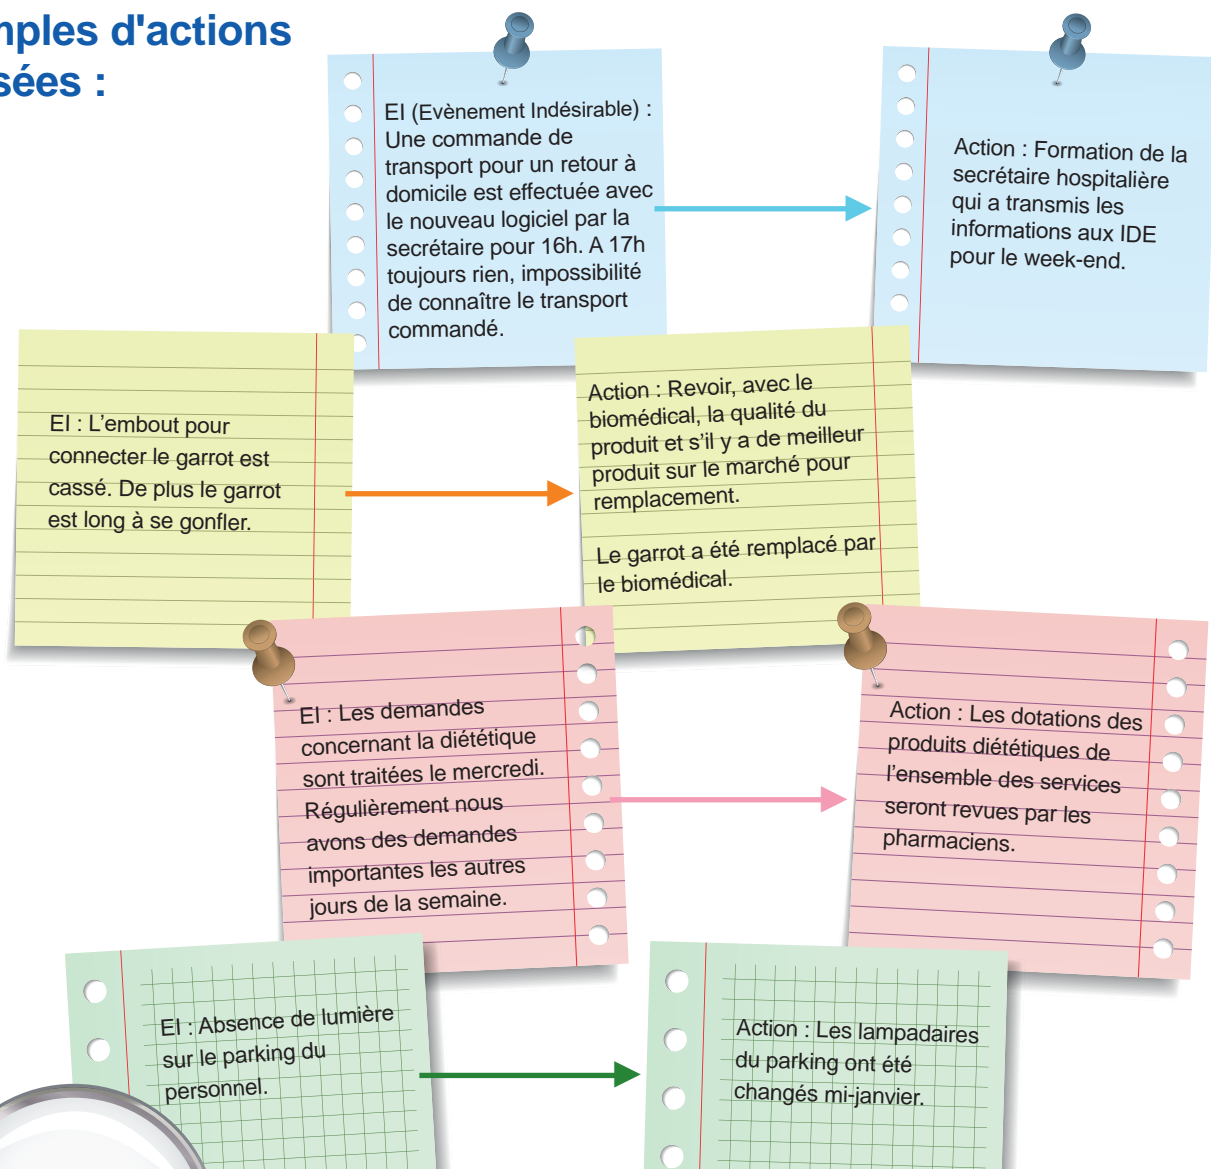 mples d'actions
sées :
EI (Evènement Indésirable) :
Une commande de
transport pour un retour à
domicile est effectuée avec
le nouveau logiciel par la
secrétaire pour 16h. A 17h
toujours rien, impossibilité
de connaître le transport
commandé.
Action : Formation de la
secrétaire hospitalière
qui a transmis les
informations aux IDE
pour le week-end.
EI : L’embout pour
connecter le garrot est
cassé. De plus le garrot
est long à se gonfler.
Action : Revoir, avec le
biomédical, la qualité du
produit et s’il y a de meilleur
produit sur le marché pour
remplacement.
Le garrot a été remplacé par
le biomédical.
EI : Les demandes
concernant la diététique
sont traitées le mercredi.
Régulièrement nous
avons des demandes
importantes les autres
jours de la semaine.
Action : Les dotations des
produits diététiques de
l’ensemble des services
seront revues par les
pharmaciens.
EI : Absence de lumière
sur le parking du
personnel.
Action : Les lampadaires
du parking ont été
changés mi-janvier.